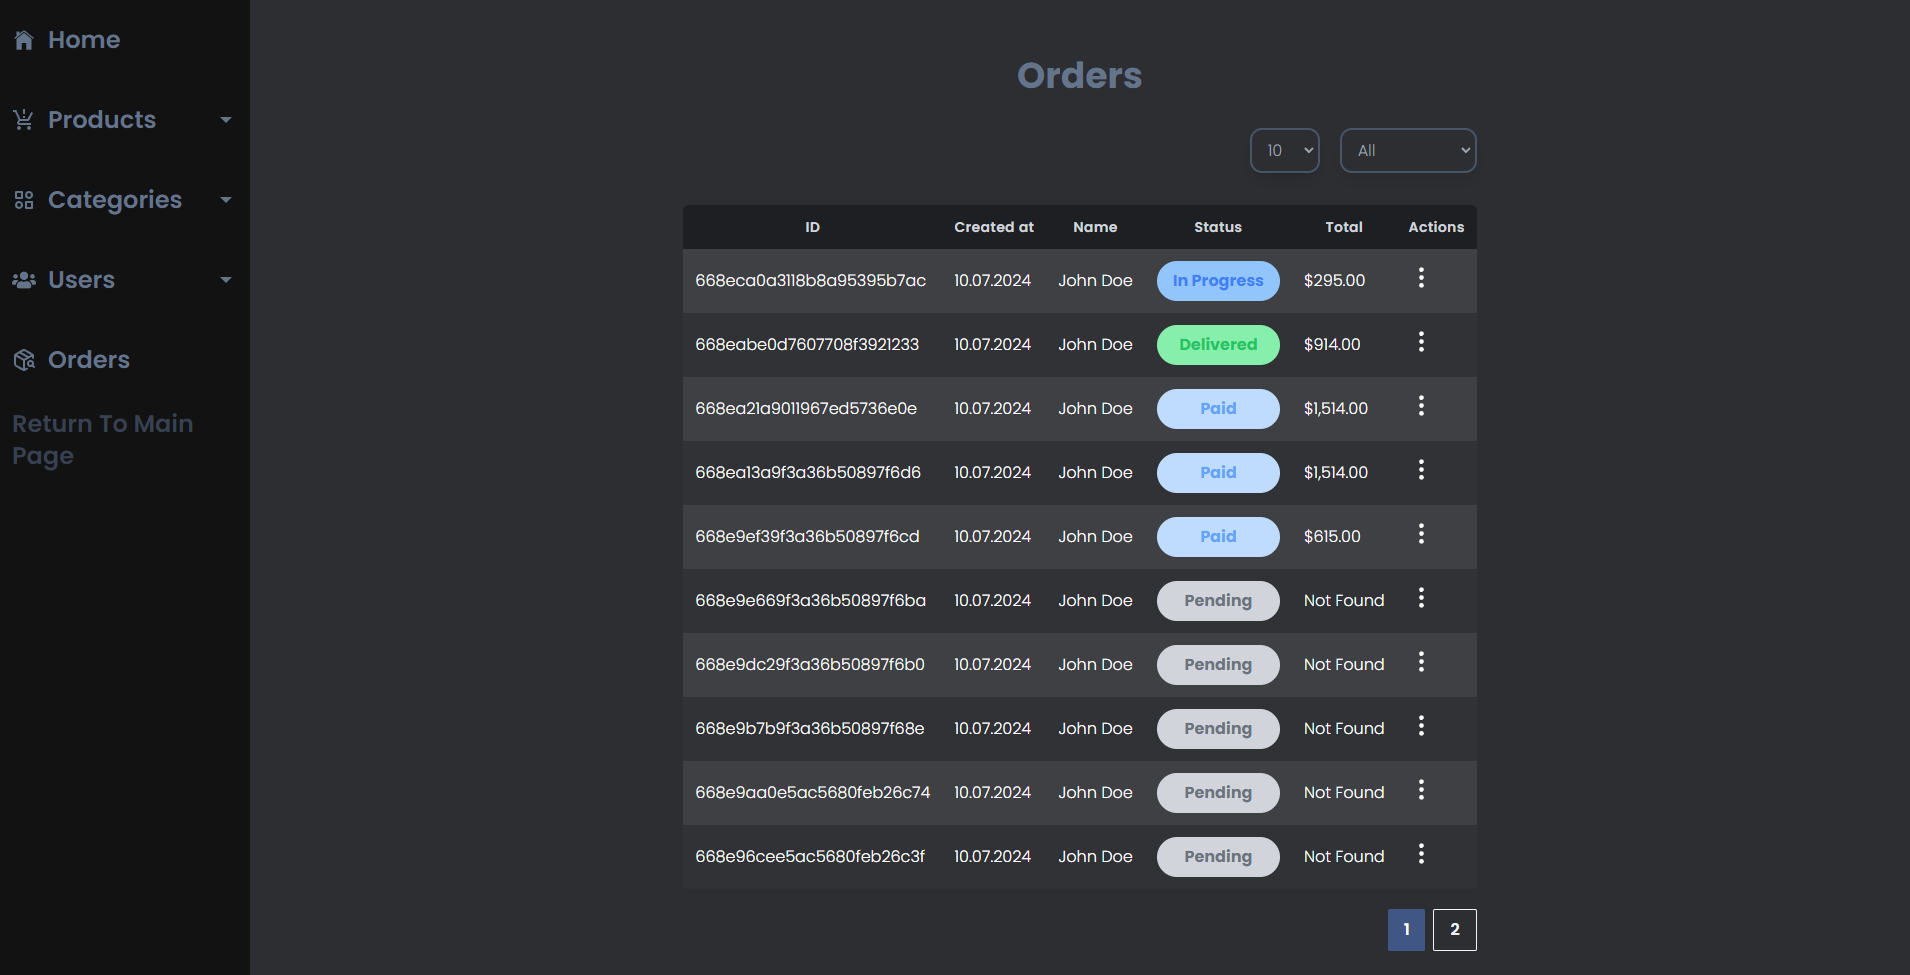 Home
Products
Categories
Users
Orders
Return To Main
Page
Orders
10 All
ID Created at Name Status Total Actions
668eca0a3118b8a95395b7ac 10.07.2024 John Doe In Progress $295.00
668eabe0d7607708f3921233 10.07.2024 John Doe Delivered $914.00
668ea21a9011967ed5736e0e 10.07.2024 John Doe Paid $1,514.00
668ea13a9f3a36b50897f6d6 10.07.2024 John Doe Paid $1,514.00
668e9ef39f3a36b50897f6cd 10.07.2024 John Doe Paid $615.00
668e9e669f3a36b50897f6ba 10.07.2024 John Doe Pending Not Found
668e9dc29f3a36b50897f6b0 10.07.2024 John Doe Pending Not Found
668e9b7b9f3a36b50897f68e 10.07.2024 John Doe Pending Not Found
668e9aa0e5ac5680feb26c74 10.07.2024 John Doe Pending Not Found
668e96cee5ac5680feb26c3f 10.07.2024 John Doe Pending Not Found
1 2